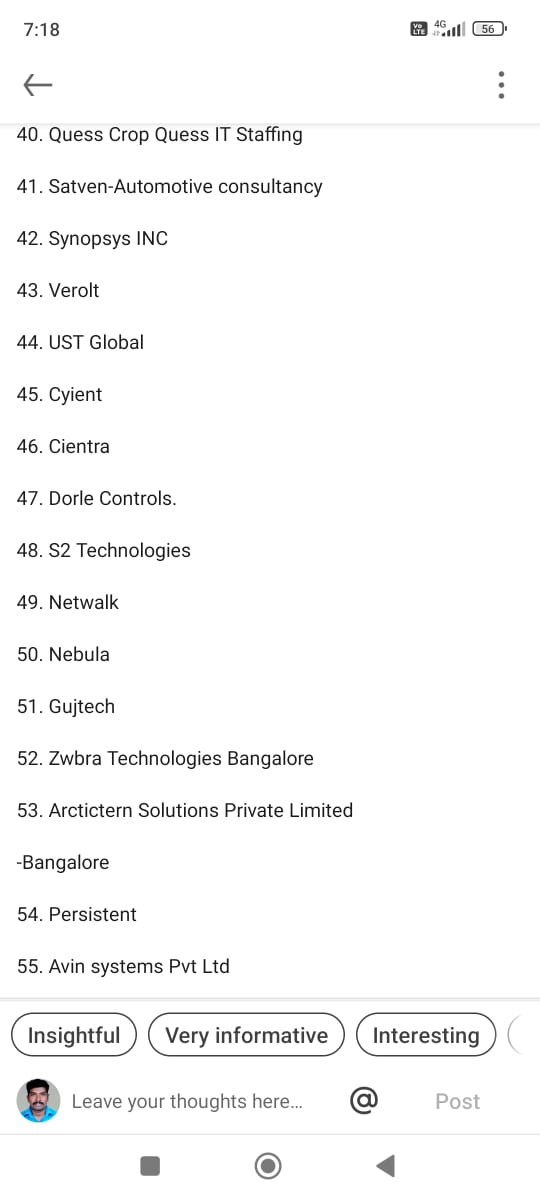 7:18
Vo LTE 4G 56
40. Quess Crop Quess IT Staffing
41. Satven-Automotive consultancy
42. Synopsys INC
43. Verolt
44. UST Global
45. Cyient
46. Cientra
47. Dorle Controls.
48. S2 Technologies
49. Netwalk
50. Nebula
51. Gujtech
52. Zwbra Technologies Bangalore
53. Arctictern Solutions Private Limited
-Bangalore
54. Persistent
55. Avin systems Pvt Ltd
Insightful Very informative Interesting
Leave your thoughts here... @ Post